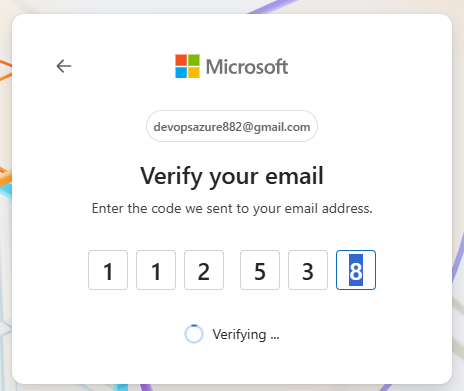 Microsoft
devopsazure882@gmail.com
Verify your email
Enter the code we sent to your email address.
1 1 2 5 3 8
Verifying ...